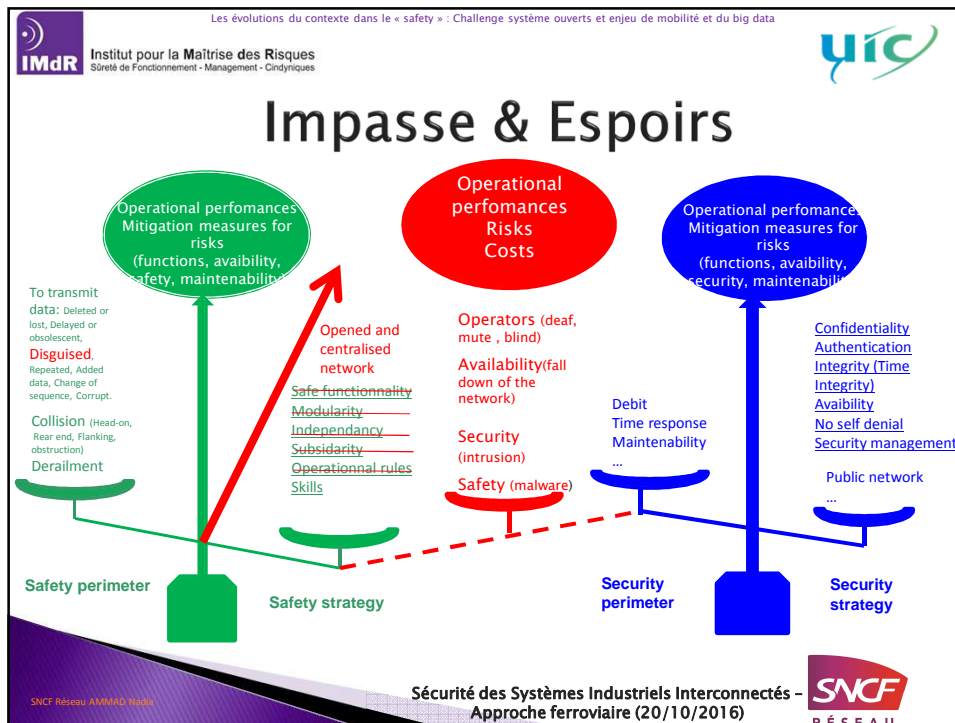 Les évolutions du contexte dans le « safety » : Challenge système ouverts et enjeu de mobilité et du big data
IMdR
Institut pour la Maîtrise des Risques
Sûreté de Fonctionnement - Management - Cindyniques
uic
Impasse & Espoirs
Operational perfomances
Mitigation measures for
risks
(functions, avaibility,
safety, maintenability)
Operational
perfomances
Risks
Costs
Operational perfomances
Mitigation measures for
risks
(functions, avaibility,
security, maintenability
To transmit
data: Deleted or
lost, Delayed or
obsolescent,
Disguised,
Repeated, Added
data, Change of
sequence, Corrupt.
Collision (Head-on,
Rear end, Flanking,
obstruction)
Derailment
Opened and
centralised
network
Safe functionnality
Modularity
Independancy
Subsidarity
Operationnal rules
Skills
Operators (deaf,
mute , blind)
Availability(fall
down of the
network)
Security
(intrusion)
Safety (malware)
Debit
Time response
Maintenability
...
Confidentiality
Authentication
Integrity (Time
Integrity)
Avaibility
No self denial
Security management
Public network
...
Safety perimeter
Safety strategy
Security
perimeter
Security
strategy
SNCF Réseau AMMAD Nadia
Sécurité des Systèmes Industriels Interconnectés –
Approche ferroviaire (20/10/2016)
SNCF
RÉSEAU